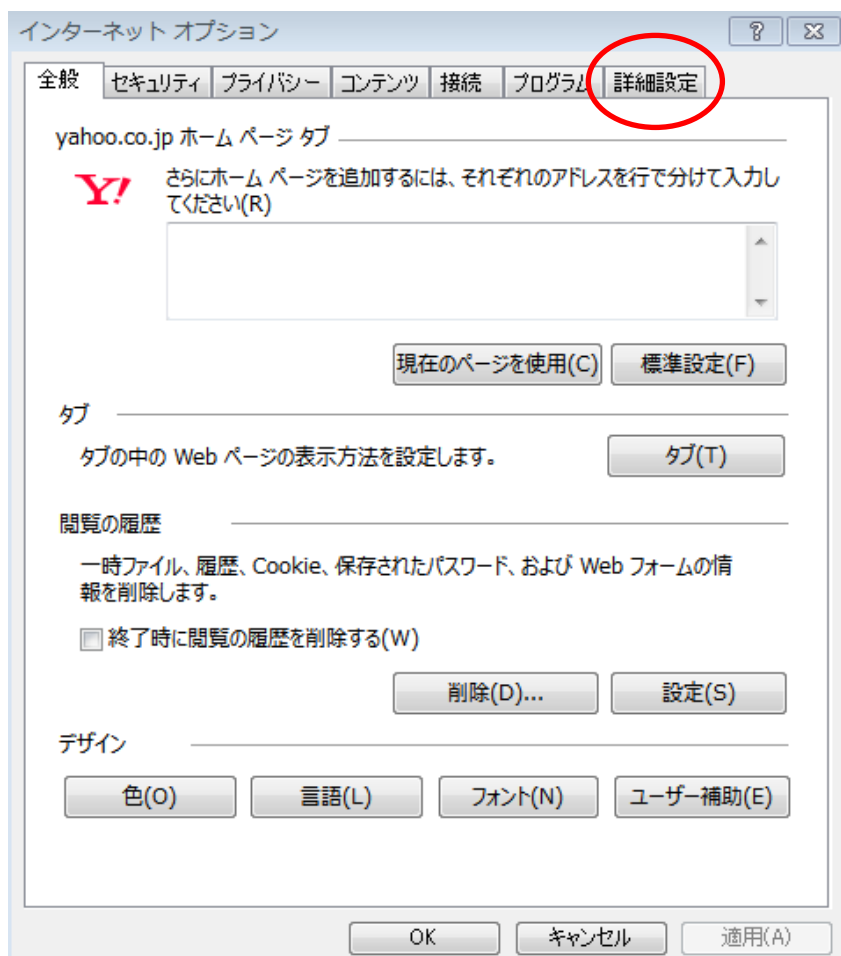 インターネット オプション
全般 セキュリティ プライバシー コンテンツ 接続 プログラム 詳細設定
yahoo.co.jp ホーム ページ タブ
Y!
さらにホーム ページを追加するには、それぞれのアドレスを行で分けて入力し
てください(R)
現在のページを使用(C) 標準設定(F)
タブ
タブの中の Web ページの表示方法を設定します。 タブ(T)
閲覧の履歴
一時ファイル、履歴、Cookie、保存されたパスワード、および Web フォームの情
報を削除します。
終了時に閲覧の履歴を削除する(W)
削除(D)... 設定(S)
デザイン
色(O) 言語(L) フォント(N) ユーザー補助(E)
OK キャンセル 適用(A)